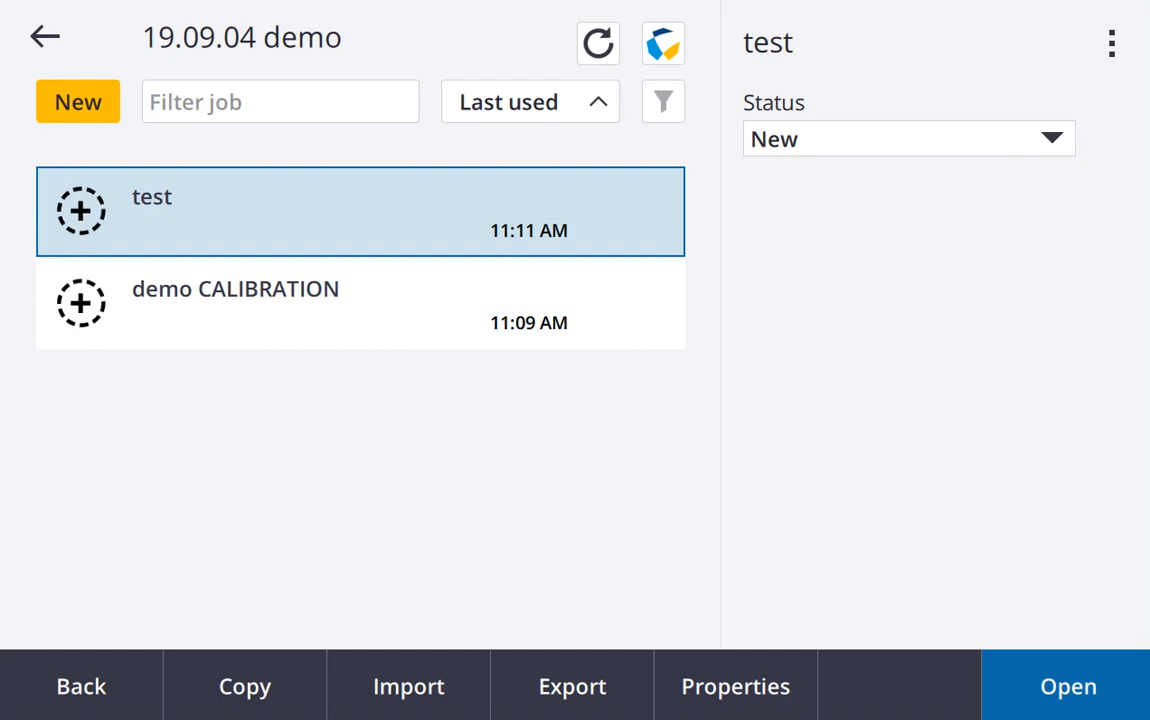 19.09.04 demo
New
Filter job
Last used
test
11:11 AM
demo CALIBRATION
11:09 AM
test
Status
New
Back
Copy
Import
Export
Properties
Open